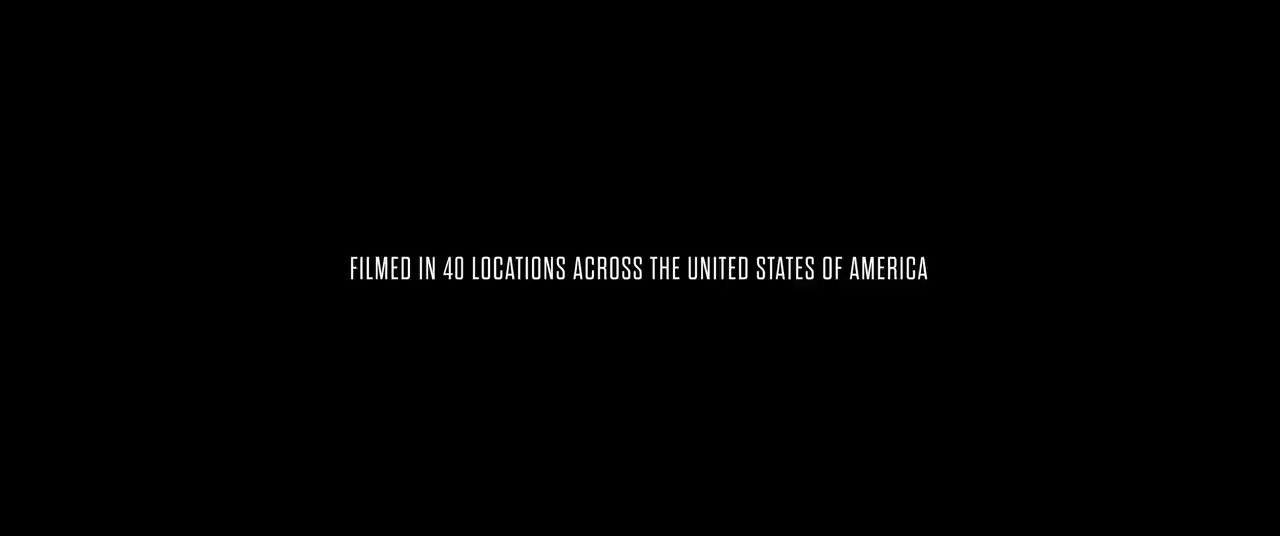 FILMED IN 40 LOCATIONS ACROSS THE UNITED STATES OF AMERICA